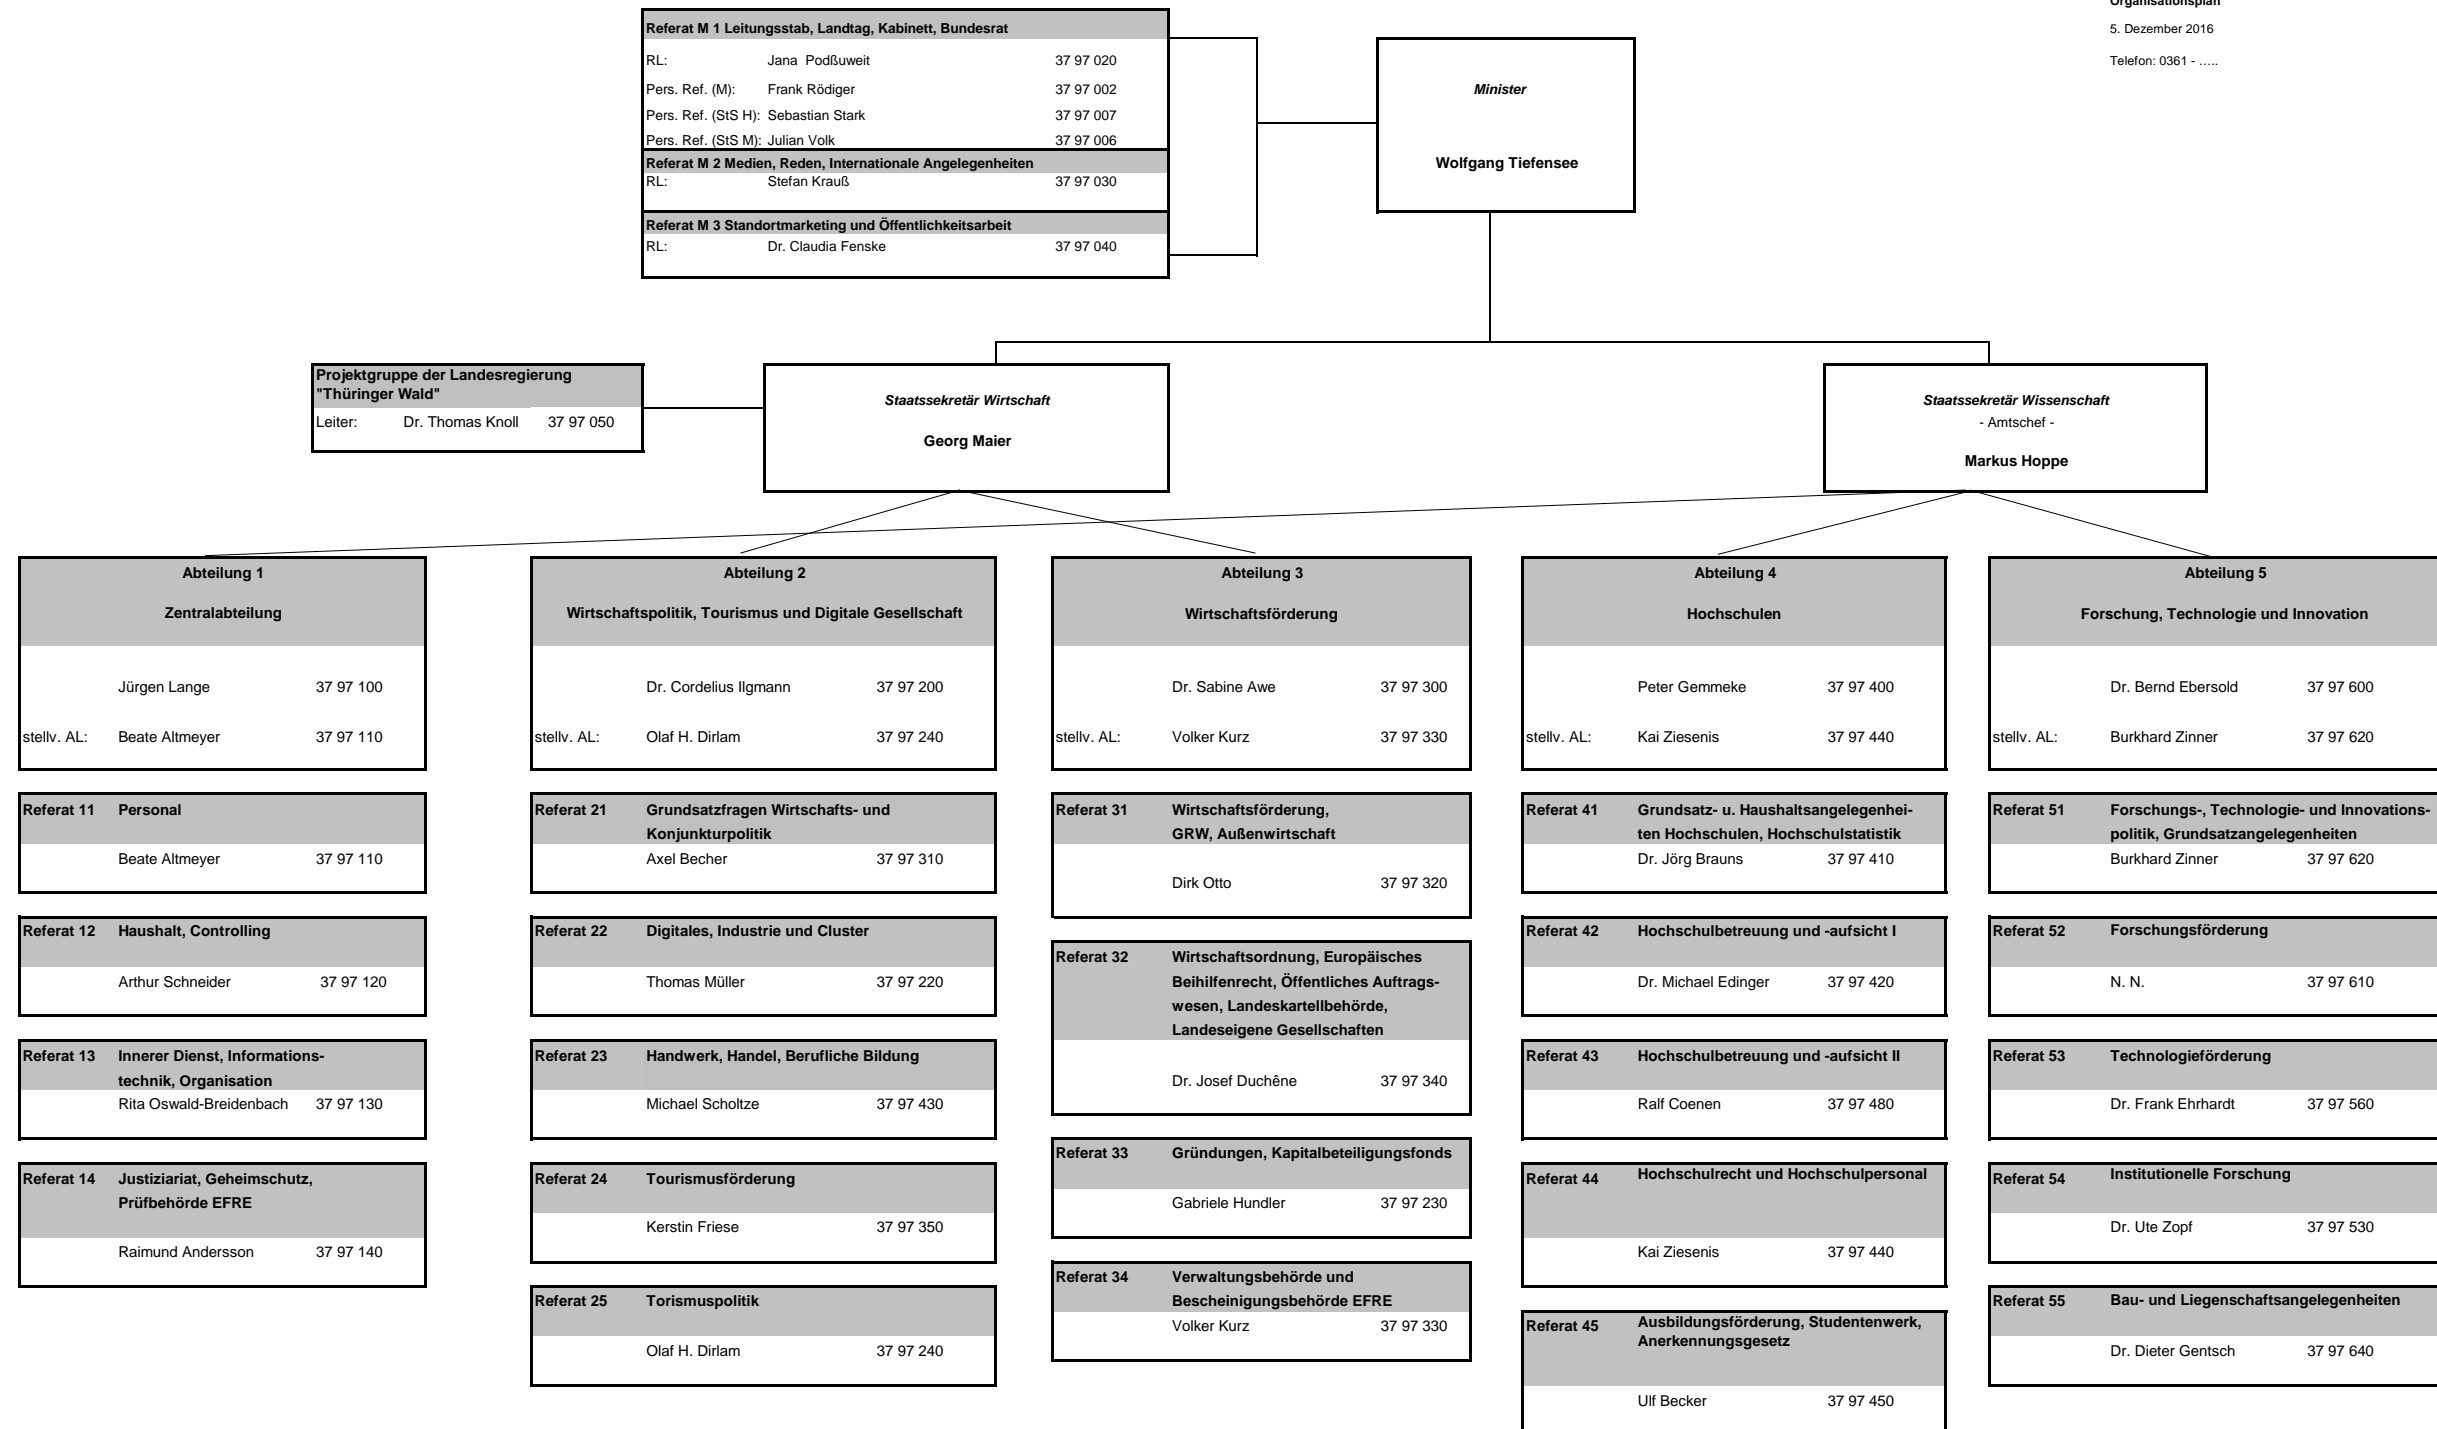 Organisationsplan
5. Dezember 2016
Telefon: 0361 - …..
Referat M 1 Leitungsstab, Landtag, Kabinett, Bundesrat
RL: Jana Podßuweit 37 97 020
Pers. Ref. (M): Frank Rödiger 37 97 002
Pers. Ref. (StS H): Sebastian Stark 37 97 007
Pers. Ref. (StS M): Julian Volk 37 97 006
Referat M 2 Medien, Reden, Internationale Angelegenheiten
RL: Stefan Krauß 37 97 030
Referat M 3 Standortmarketing und Öffentlichkeitsarbeit
RL: Dr. Claudia Fenske 37 97 040
Minister
Wolfgang Tiefensee
Projektgruppe der Landesregierung
"Thüringer Wald"
Leiter: Dr. Thomas Knoll 37 97 050
Staatssekretär Wirtschaft
Georg Maier
Staatssekretär Wissenschaft
- Amtschef -
Markus Hoppe
Abteilung 1
Zentralabteilung
Jürgen Lange 37 97 100
stellv. AL: Beate Altmeyer 37 97 110
Referat 11 Personal
Beate Altmeyer 37 97 110
Referat 12 Haushalt, Controlling
Arthur Schneider 37 97 120
Referat 13 Innerer Dienst, Informations-
technik, Organisation
Rita Oswald-Breidenbach 37 97 130
Referat 14 Justiziariat, Geheimschutz,
Prüfbehörde EFRE
Raimund Andersson 37 97 140
Abteilung 2
Wirtschaftspolitik, Tourismus und Digitale Gesellschaft
Dr. Cordelius Ilgmann 37 97 200
stellv. AL: Olaf H. Dirlam 37 97 240
Referat 21 Grundsatzfragen Wirtschafts- und
Konjunkturpolitik
Axel Becher 37 97 310
Referat 22 Digitales, Industrie und Cluster
Thomas Müller 37 97 220
Referat 23 Handwerk, Handel, Berufliche Bildung
Michael Scholtze 37 97 430
Referat 24 Tourismusförderung
Kerstin Friese 37 97 350
Referat 25 Torismuspolitik
Olaf H. Dirlam 37 97 240
Abteilung 3
Wirtschaftsförderung
Dr. Sabine Awe 37 97 300
stellv. AL: Volker Kurz 37 97 330
Referat 31 Wirtschaftsförderung,
GRW, Außenwirtschaft
Dirk Otto 37 97 320
Referat 32 Wirtschaftsordnung, Europäisches
Beihilfenrecht, Öffentliches Auftrags-
wesen, Landeskartellbehörde,
Landeseigene Gesellschaften
Dr. Josef Duchêne 37 97 340
Referat 33 Gründungen, Kapitalbeteiligungsfonds
Gabriele Hundler 37 97 230
Referat 34 Verwaltungsbehörde und
Bescheinigungsbehörde EFRE
Volker Kurz 37 97 330
Abteilung 4
Hochschulen
Peter Gemmeke 37 97 400
stellv. AL: Kai Ziesenis 37 97 440
Referat 41 Grundsatz- u. Haushaltsangelegenhei-
ten Hochschulen, Hochschulstatistik
Dr. Jörg Brauns 37 97 410
Referat 42 Hochschulbetreuung und -aufsicht I
Dr. Michael Edinger 37 97 420
Referat 43 Hochschulbetreuung und -aufsicht II
Ralf Coenen 37 97 480
Referat 44 Hochschulrecht und Hochschulpersonal
Kai Ziesenis 37 97 440
Referat 45 Ausbildungsförderung, Studentenwerk,
Anerkennungsgesetz
Ulf Becker 37 97 450
Abteilung 5
Forschung, Technologie und Innovation
Dr. Bernd Ebersold 37 97 600
stellv. AL: Burkhard Zinner 37 97 620
Referat 51 Forschungs-, Technologie- und Innovations-
politik, Grundsatzangelegenheiten
Burkhard Zinner 37 97 620
Referat 52 Forschungsförderung
N. N. 37 97 610
Referat 53 Technologieförderung
Dr. Frank Ehrhardt 37 97 560
Referat 54 Institutionelle Forschung
Dr. Ute Zopf 37 97 530
Referat 55 Bau- und Liegenschaftsangelegenheiten
Dr. Dieter Gentsch 37 97 640